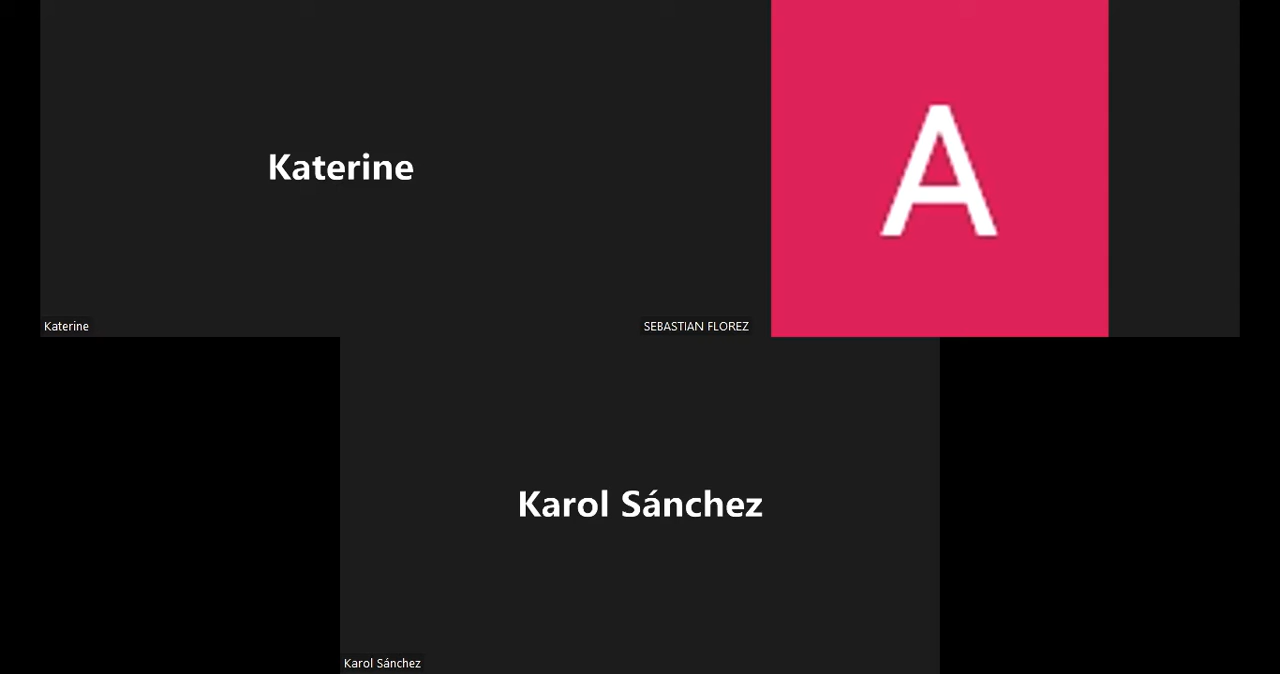 Katerine
A
Katerine
SEBASTIAN FLOREZ
Karol Sánchez
Karol Sánchez